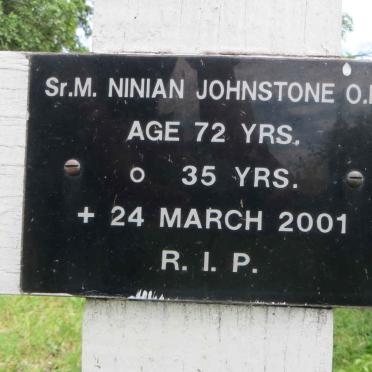 Sr.M. NINIAN JOHNSTONE
AGE 72 YRS.
O 35 YRS.
+ 24 MARCH 2001
R. I. P.